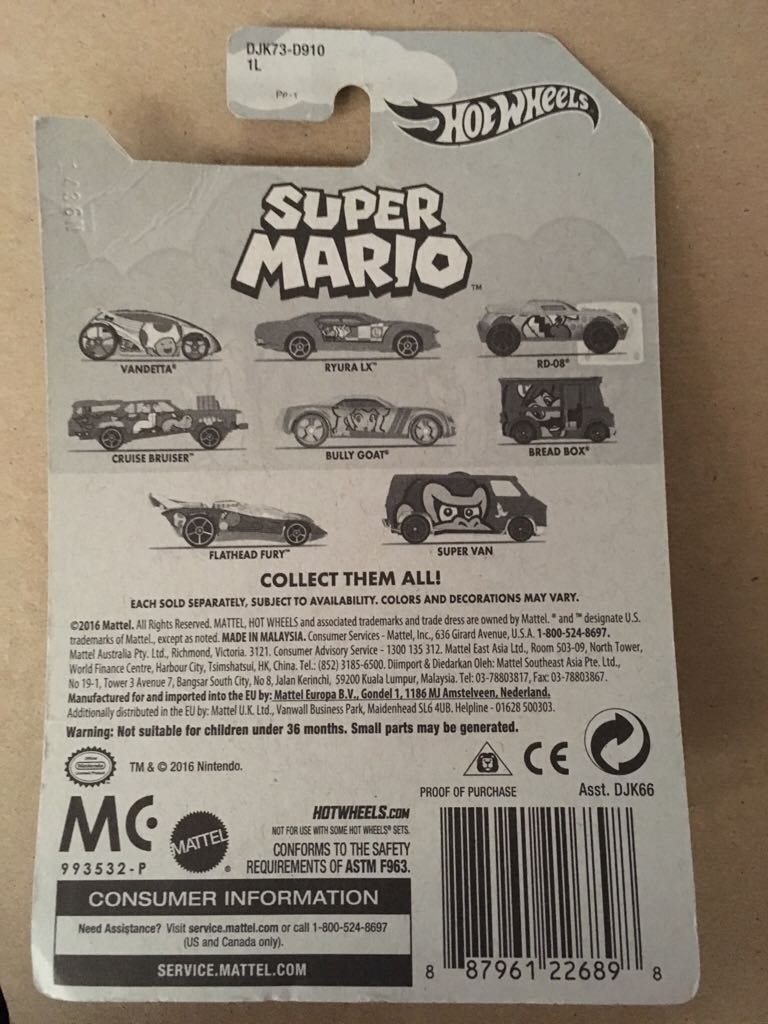 DJK73-D910
1L
HOT WHEELS
SUPER
MARIO™
VANDETTA®
RYURA LX™
RD-08®
CRUISE BRUISER™
BULLY GOAT®
BREAD BOX®
FLATHEAD FURY™
SUPER VAN
COLLECT THEM ALL!
EACH SOLD SEPARATELY, SUBJECT TO AVAILABILITY. COLORS AND DECORATIONS MAY VARY.
©2016 Mattel. All Rights Reserved. MATTEL, HOT WHEELS and associated trademarks and trade dress are owned by Mattel. ® and ™ designate U.S.
trademarks of Mattel, except as noted. MADE IN MALAYSIA. Consumer Services - Mattel, Inc., 636 Girard Avenue, U.S.A. 1-800-524-8697.
Mattel Australia Pty. Ltd., Richmond, Victoria. 3121. Consumer Advisory Service - 1300 135 312. Mattel East Asia Ltd., Room 503-09, North Tower,
World Finance Centre, Harbour City, Tsimshatsui, HK, China. Tel.: (852) 3185-6500. Diimport & Diedarkan Oleh: Mattel Southeast Asia Pte. Ltd.,
No 19-1, Tower 3 Avenue 7, Bangsar South City, No 8, Jalan Kerinchi, 59200 Kuala Lumpur, Malaysia. Tel: 03-78803817, Fax: 03-78803867.
Manufactured for and imported into the EU by: Mattel Europa B.V., Gondel 1, 1186 MJ Amstelveen, Nederland.
Additionally distributed in the EU by: Mattel U.K. Ltd., Vanwall Business Park, Maidenhead SL6 4UB. Helpline - 01628 500303.
Warning: Not suitable for children under 36 months. Small parts may be generated.
Nintendo
TM & © 2016 Nintendo.
CE
PROOF OF PURCHASE
Asst. DJK66
MC
993532-P
MATTEL®
HOTWHEELS.COM
NOT FOR USE WITH SOME HOT WHEELS® SETS.
CONFORMS TO THE SAFETY
REQUIREMENTS OF ASTM F963.
CONSUMER INFORMATION
Need Assistance? Visit service.mattel.com or call 1-800-524-8697
(US and Canada only).
SERVICE.MATTEL.COM
8 87961 22689 8